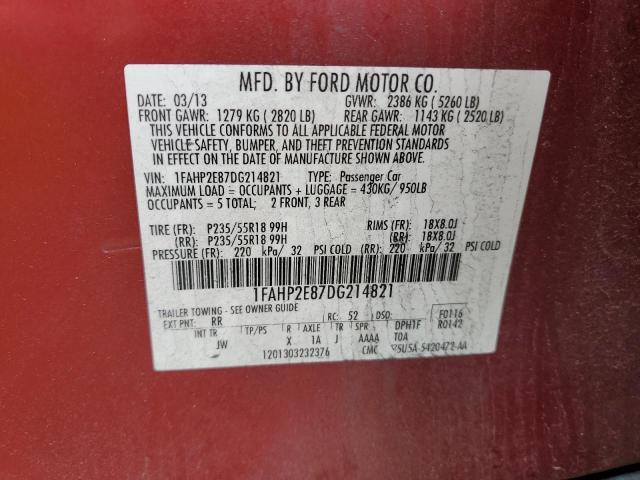 MFD. BY FORD MOTOR CO.
DATE: 03/13 GVWR: 2386 KG ( 5260 LB)
FRONT GAWR: 1279 KG ( 2820 LB) REAR GAWR: 1143 KG ( 2520LB)
THIS VEHICLE CONFORMS TO ALL APPLICABLE FEDERAL MOTOR
VEHICLE SAFETY, BUMPER, AND THEFT PREVENTION STANDARDS
IN EFFECT ON THE DATE OF MANUFACTURE SHOWN ABOVE.
VIN: 1FAHP2E87DG214821 TYPE: Passenger Car
MAXIMUM LOAD = OCCUPANTS + LUGGAGE = 430KG/ 950LB
OCCUPANTS = 5 TOTAL; 2 FRONT, 3 REAR
TIRE (FR): P235/55R18 99H RIMS (FR): 18X8.0J
(RR): P235/55R18 99H (RR): 18X8.0J
PRESSURE (FR): 220 kPa/ 32 PSI COLD (RR): 220 kPa/ 32 PSI COLD
1FAHP2E87DG214821
TRAILER TOWING - SEE OWNER GUIDE
EXT PNT: RR RC: 52 DSO: F0116
R0142
INT TR TP/PS R AXLE TR SPR DPH1F
JW X 1A J AAAA TOA
1201303232376 CMC 5U5A-5420472-AA